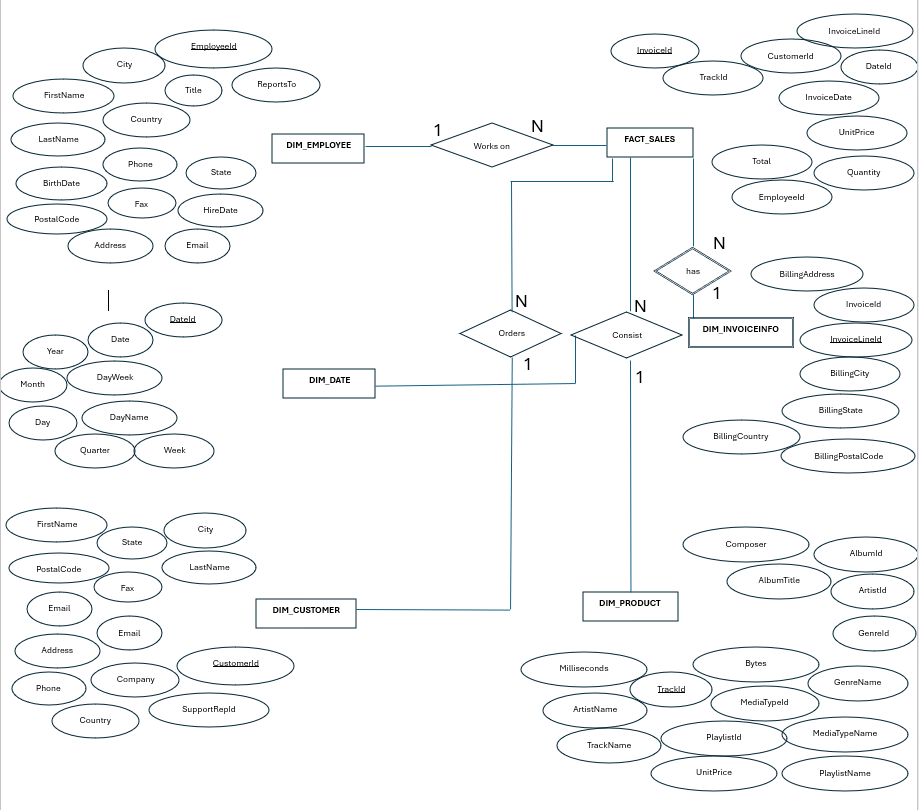 EmployeeId
City
Title
ReportsTo
FirstName
Country
LastName
Phone
State
BirthDate
Fax
HireDate
PostalCode
Address
Email
DIM_EMPLOYEE
1
Works on
N
FACT_SALES
InvoiceLineId
InvoiceId
CustomerId
DateId
TrackId
InvoiceDate
UnitPrice
Total
Quantity
EmployeeId
N
has
1
DIM_INVOICEINFO
BillingAddress
InvoiceId
InvoiceLineId
BillingCity
BillingState
BillingCountry
BillingPostalCode
N
Orders
1
N
Consist
1
DateId
Date
Year
DayWeek
Month
DayName
Day
Quarter
Week
DIM_DATE
FirstName
City
State
LastName
PostalCode
Fax
Email
Email
Address
CustomerId
Company
Phone
SupportRepId
Country
DIM_CUSTOMER
DIM_PRODUCT
Composer
AlbumId
AlbumTitle
ArtistId
GenreId
Bytes
Milliseconds
GenreName
TrackId
MediaTypeId
ArtistName
MediaTypeName
PlaylistId
TrackName
UnitPrice
PlaylistName